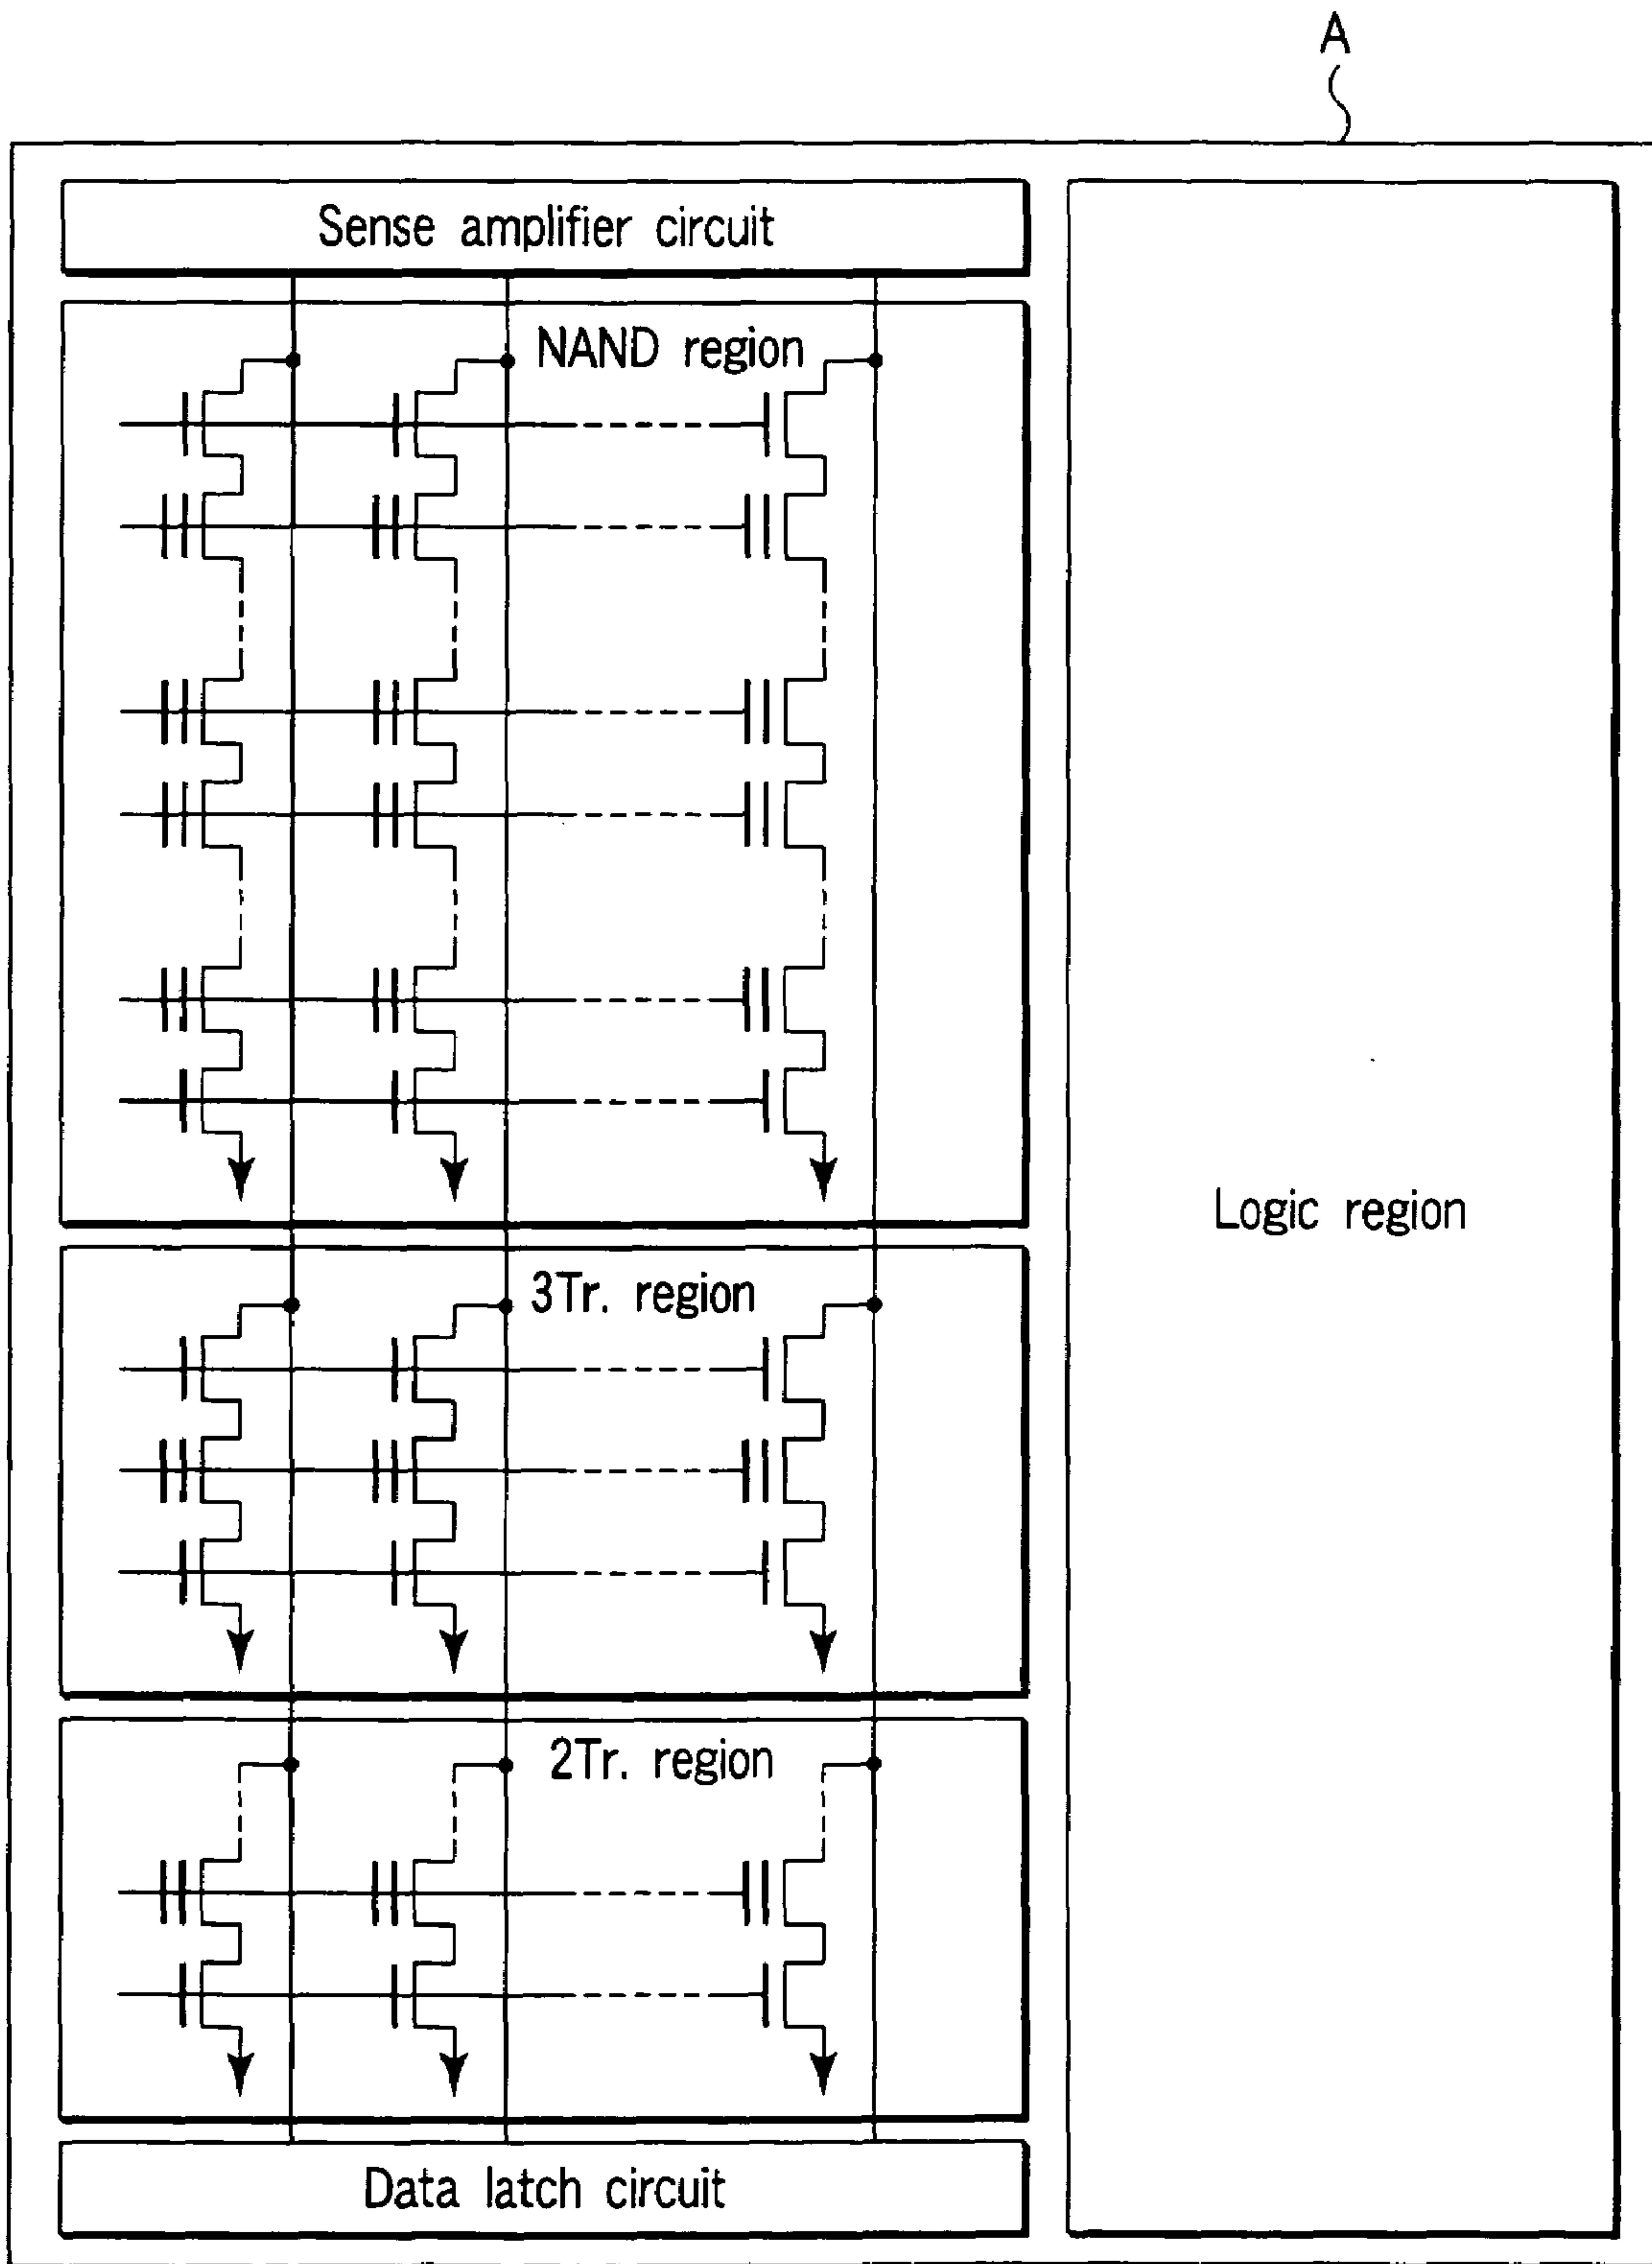 A
Sense amplifier circuit
NAND region
Logic region
3Tr. region
2Tr. region
Data latch circuit